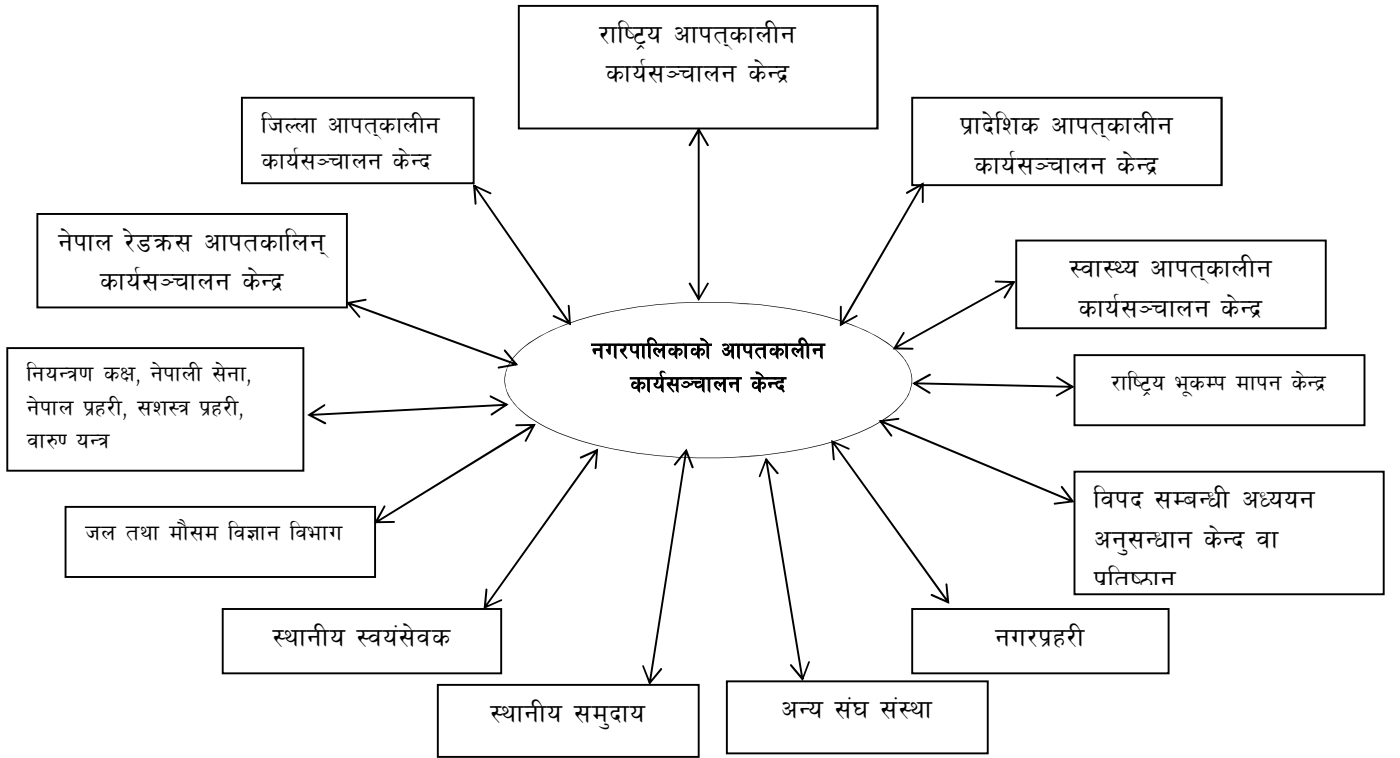 राष्ट्रिय आपत्कालीन
कार्यसञ्चालन केन्द्र
जिल्ला आपत्कालीन
कार्यसञ्चालन केन्द
प्रादेशिक आपत्कालीन
कार्यसञ्चालन केन्द्र
नेपाल रेडक्रस आपतकालिन्
कार्यसञ्चालन केन्द्र
स्वास्थ्य आपत्कालीन
कार्यसञ्चालन केन्द्र
नगरपालिकाको आपतकालीन
कार्यसञ्चालन केन्द
नियन्त्रण कक्ष, नेपाली सेना,
नेपाल प्रहरी, सशस्त्र प्रहरी,
वारुण यन्त्र
राष्ट्रिय भूकम्प मापन केन्द्र
जल तथा मौसम विज्ञान विभाग
विपद सम्बन्धी अध्ययन
अनुसन्धान केन्द वा
प्रतिष्ठान
स्थानीय स्वयंसेवक
नगरप्रहरी
स्थानीय समुदाय
अन्य संघ संस्था